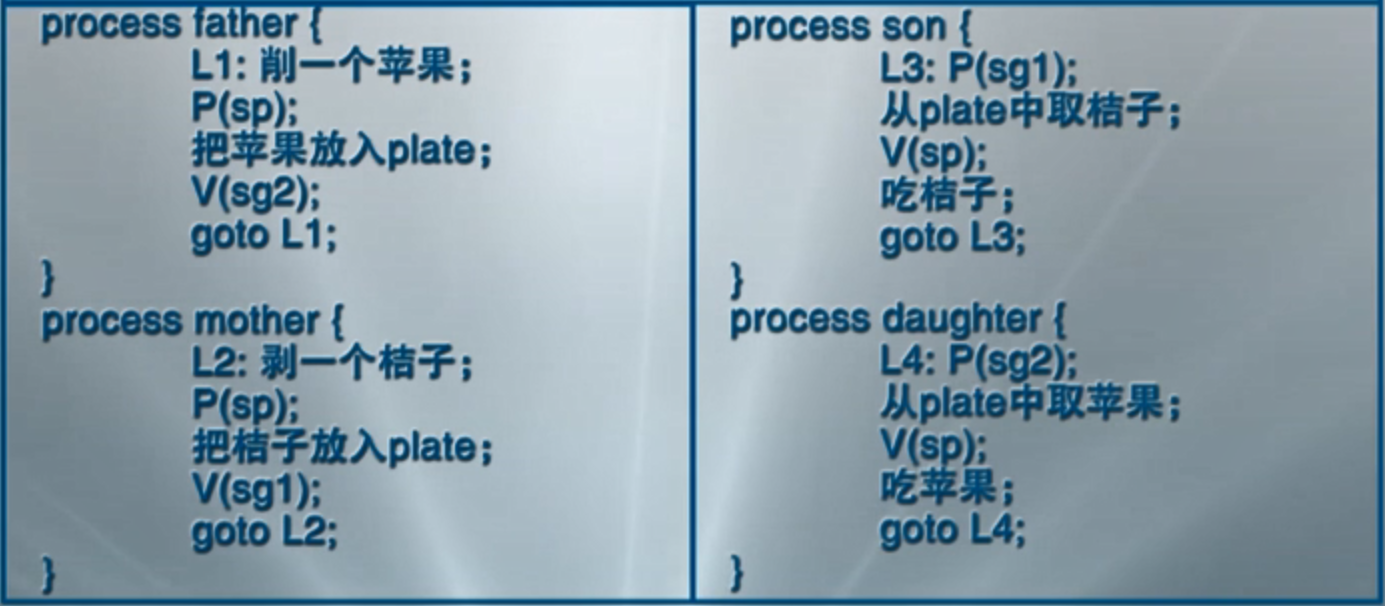 process father {
L1: 削一个苹果;
P(sp);
把苹果放入plate;
V(sg2);
goto L1;
}
process mother {
L2: 剥一个桔子;
P(sp);
把桔子放入plate;
V(sg1);
goto L2;
}
process son {
L3: P(sg1);
从plate中取桔子;
V(sp);
吃桔子;
goto L3;
}
process daughter {
L4: P(sg2);
从plate中取苹果;
V(sp);
吃苹果;
goto L4;
}